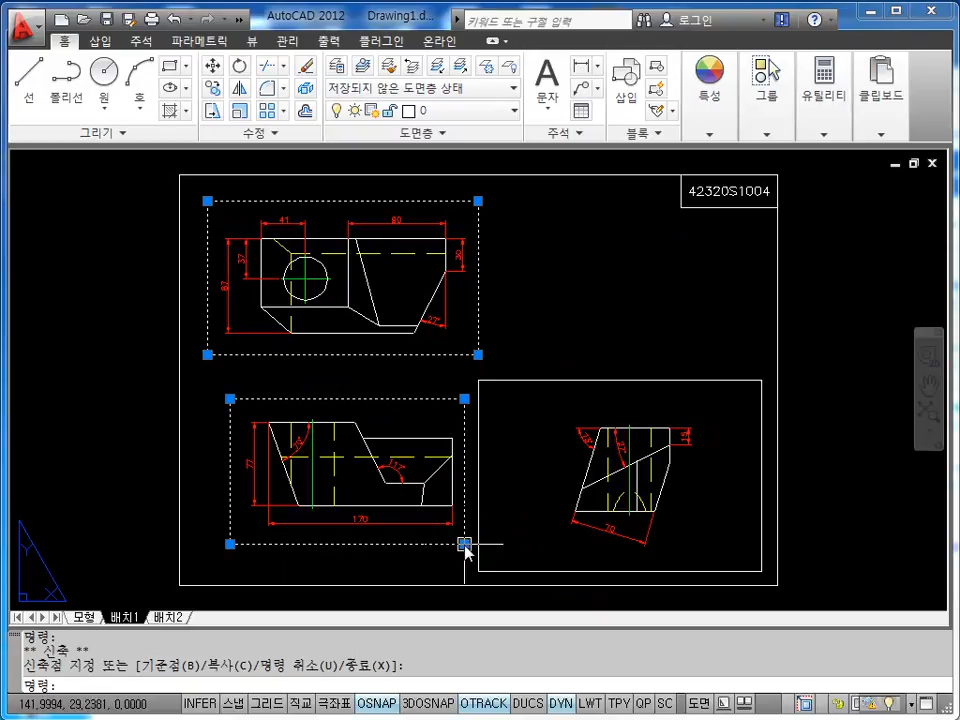 AutoCAD 2012 Drawing1.d... 키워드 또는 구절 입력 로그인
홈 삽입 주석 파라메트릭 뷰 관리 출력 플러그인 온라인
선 폴리선 원 호
저장되지 않은 도면층 상태
0
문자 삽입 특성 그룹 유틸리티 클립보드
그리기 수정 도면층 주석 블록
42320S1004
41 80
37 67 30
27°
77 73° 117°
170
73° 27° 15
70
Y X
모형 배치1 배치2
명령:
** 신축 **
신축점 지정 또는 [기준점(B)/복사(C)/명령 취소(U)/종료(X)]:
명령:
141.9994, 29.2381, 0.0000 INFER 스냅 그리드 직교 극좌표 OSNAP 3DOSNAP OTRACK DUCS DYN LWT TPY QP SC 도면